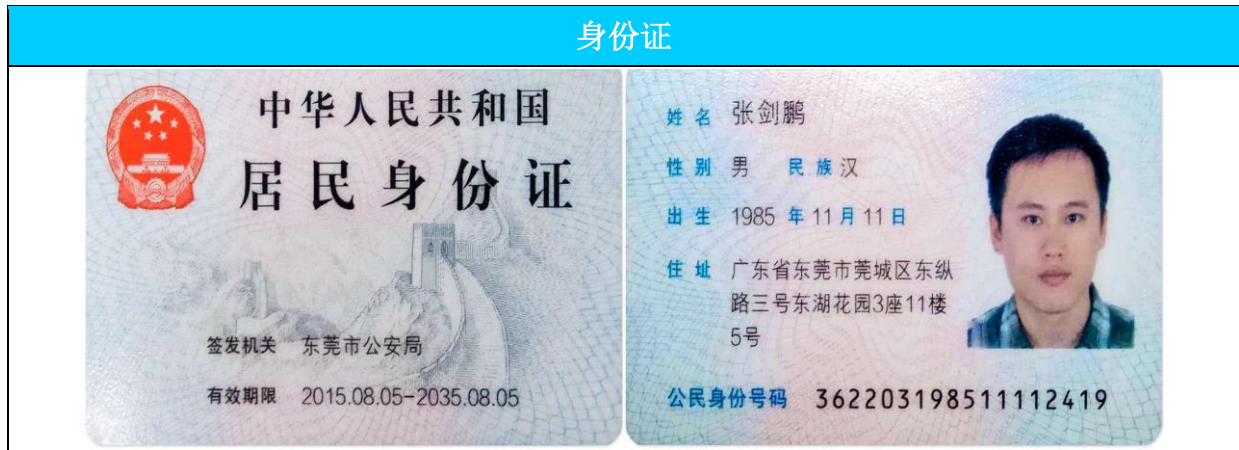 身份证
中华人民共和国
居民身份证
签发机关 东莞市公安局
有效期限 2015.08.05-2035.08.05
姓名 张剑鹏
性别 男 民族 汉
出生 1985 年 11 月 11 日
住址 广东省东莞市莞城区东纵
路三号东湖花园3座11楼
5号
公民身份号码 362203198511112419